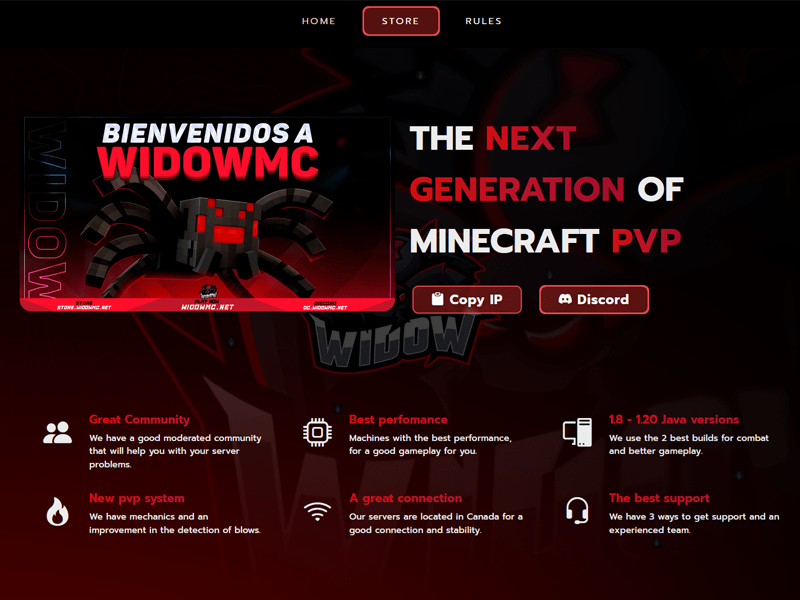 HOME
STORE
RULES
BIENVENIDOS A
WIDOWMC
WIDOW
STORE
STORE.WIDOWMC.NET
WIDOWMC.NET
DISCORD
DC.WIDOWMC.NET
THE NEXT
GENERATION OF
MINECRAFT PVP
Copy IP
Discord
WIDOW
Great Community
We have a good moderated community
that will help you with your server
problems.
Best perfomance
Machines with the best performance,
for a good gameplay for you.
1.8 - 1.20 Java versions
We use the 2 best builds for combat
and better gameplay.
New pvp system
We have mechanics and an
improvement in the detection of blows.
A great connection
Our servers are located in Canada for a
good connection and stability.
The best support
We have 3 ways to get support and an
experienced team.